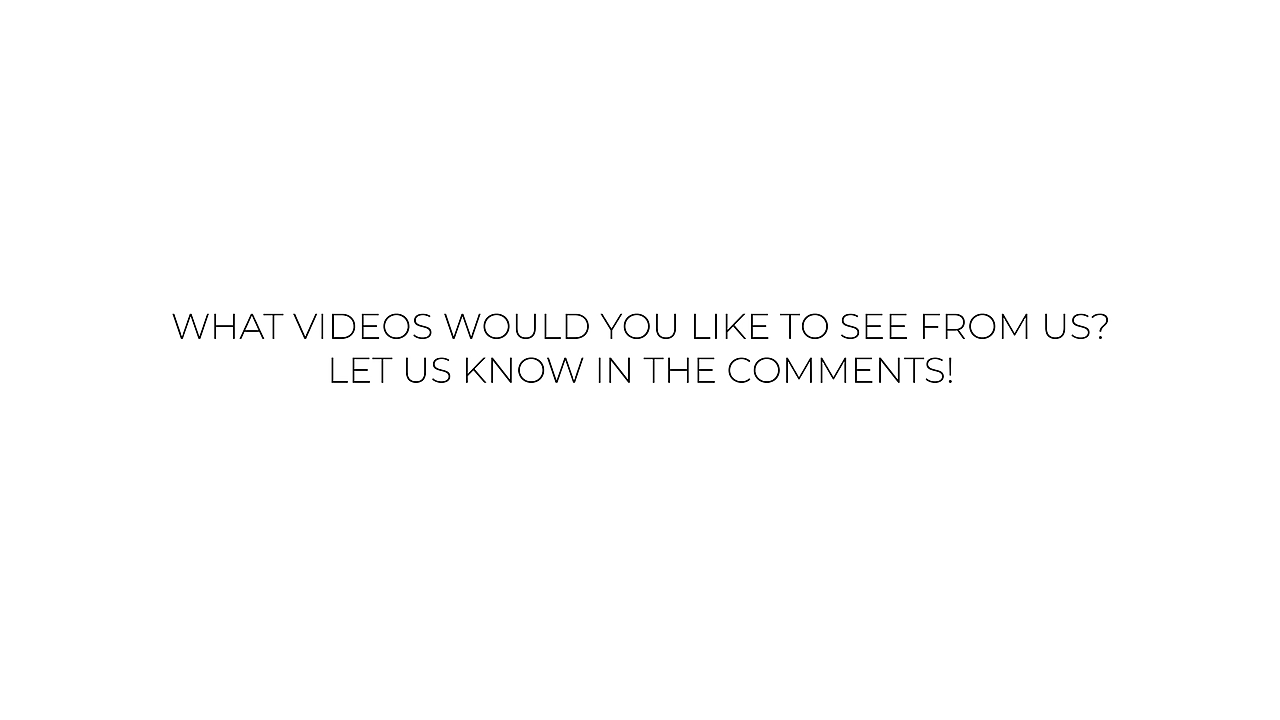 WHAT VIDEOS WOULD YOU LIKE TO SEE FROM US?
LET US KNOW IN THE COMMENTS!